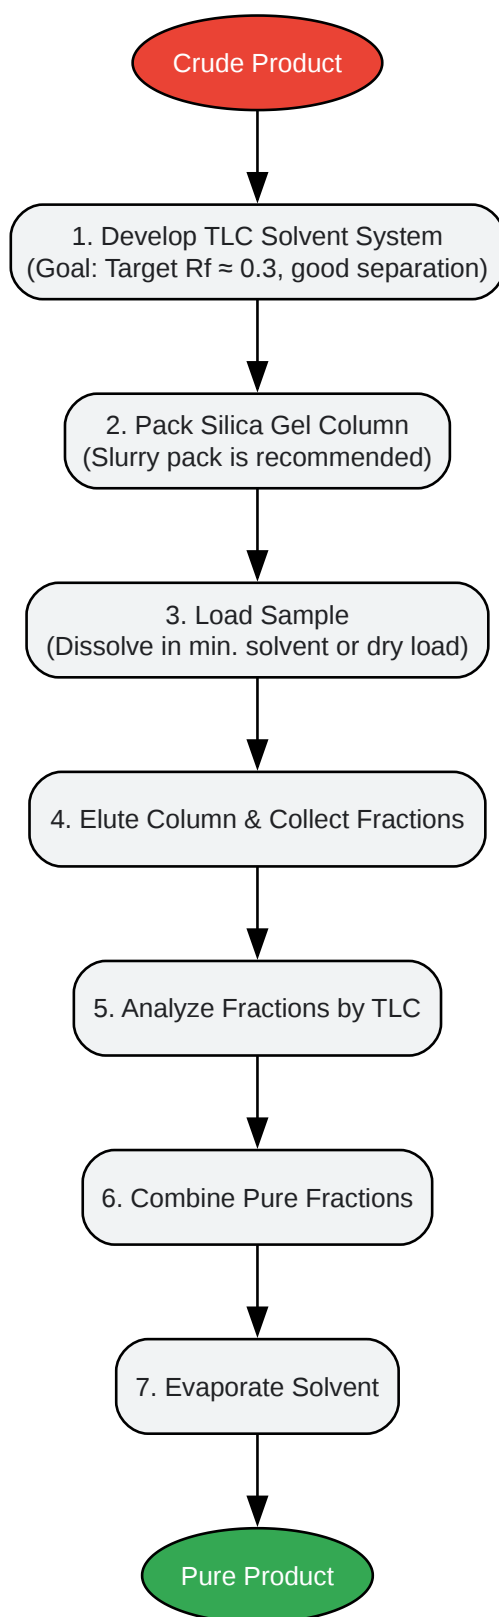 Crude Product
1. Develop TLC Solvent System
(Goal: Target Rf ≈ 0.3, good separation)
2. Pack Silica Gel Column
(Slurry pack is recommended)
3. Load Sample
(Dissolve in min. solvent or dry load)
4. Elute Column & Collect Fractions
5. Analyze Fractions by TLC
6. Combine Pure Fractions
7. Evaporate Solvent
Pure Product